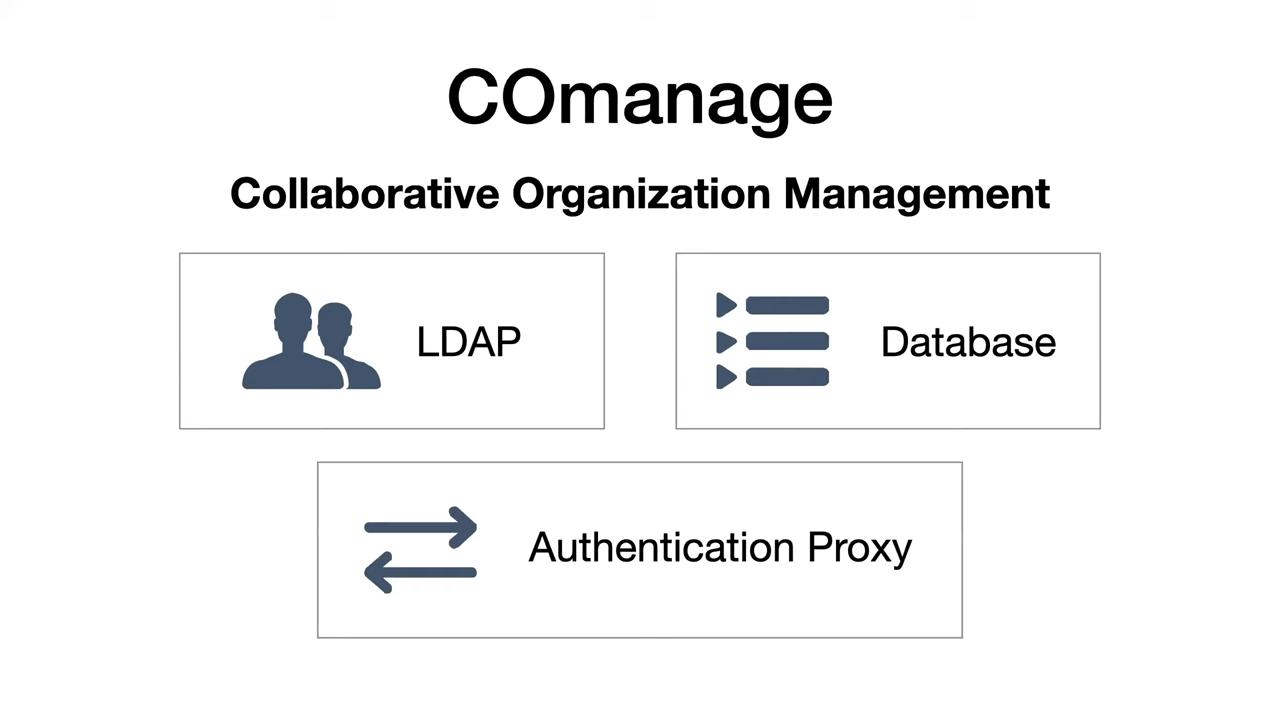 COmanage
Collaborative Organization Management
LDAP
Database
Authentication Proxy